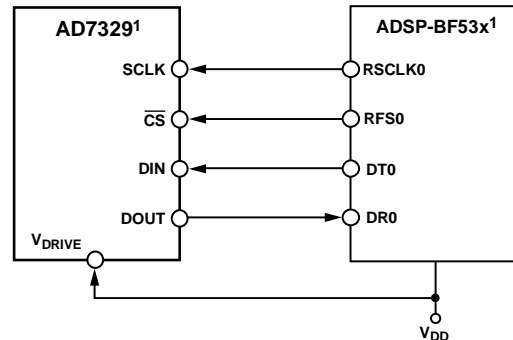 AD7329¹
ADSP-BF53x¹
SCLK
RSCLK0
CS
RFS0
DIN
DT0
DOUT
DR0
VDRIVE
VDD